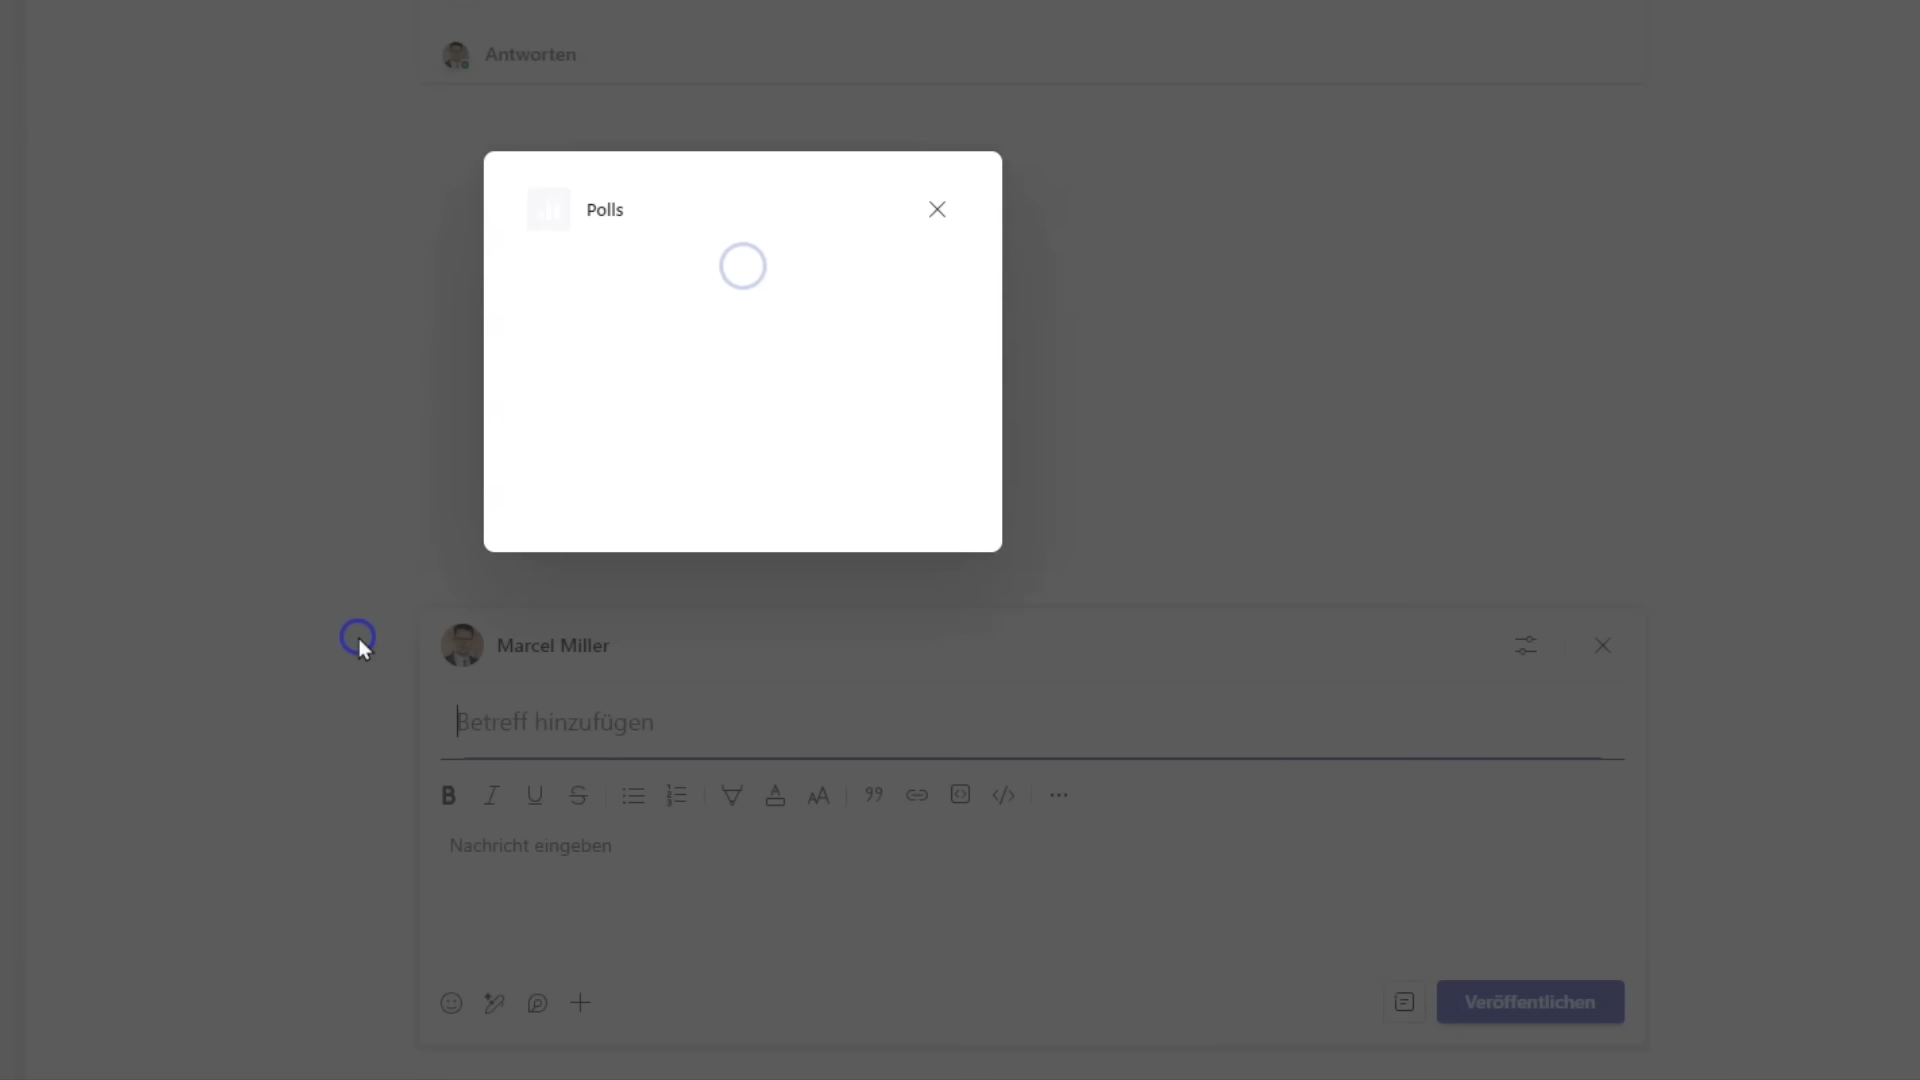 Antworten
Polls
Marcel Miller
Betreff hinzufügen
Nachricht eingeben
Veröffentlichen